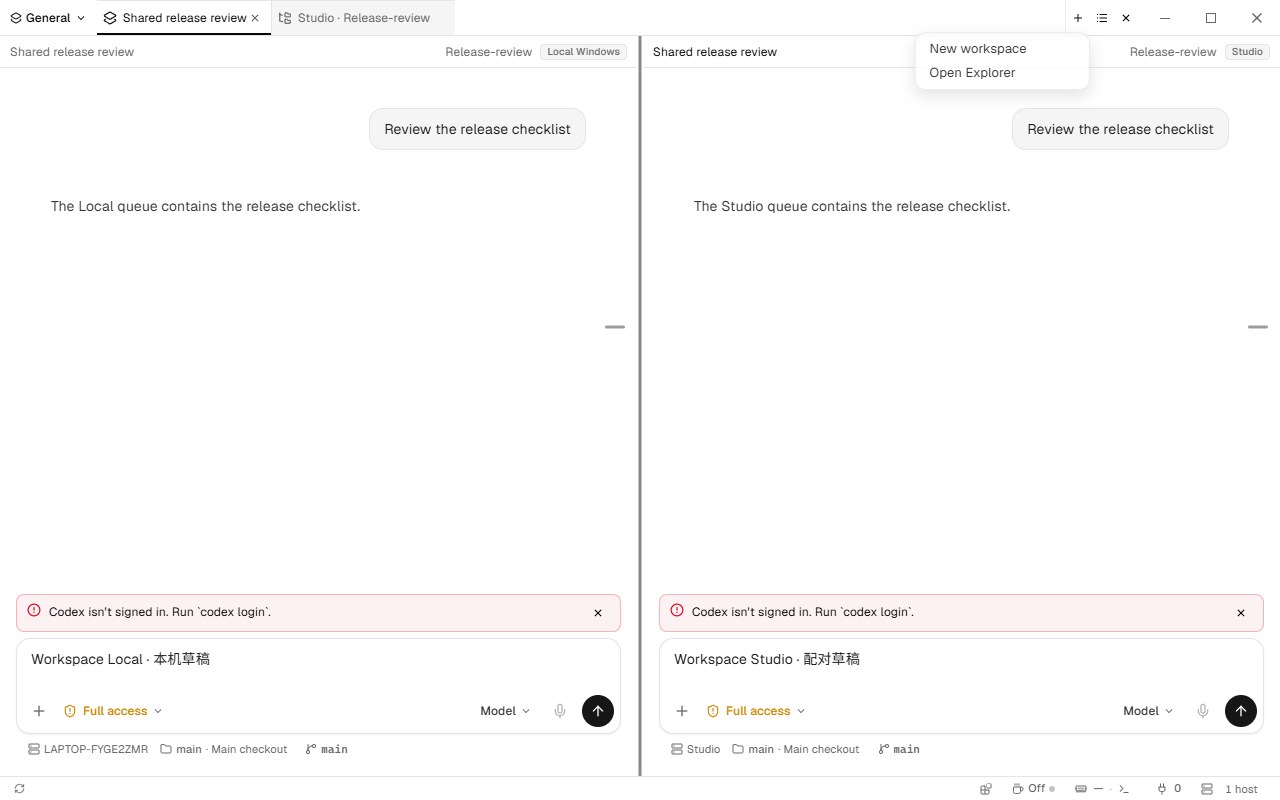 General
Shared release review
Studio · Release-review
New workspace
Open Explorer
Shared release review
Release-review
Local Windows
Shared release review
Release-review
Studio
Review the release checklist
The Local queue contains the release checklist.
Codex isn't signed in. Run `codex login`.
Workspace Local · 本机草稿
Full access
Model
LAPTOP-FYGE2ZMR
main · Main checkout
main
Review the release checklist
The Studio queue contains the release checklist.
Codex isn't signed in. Run `codex login`.
Workspace Studio · 配对草稿
Full access
Model
Studio
main · Main checkout
main
Off
— ·
0
1 host